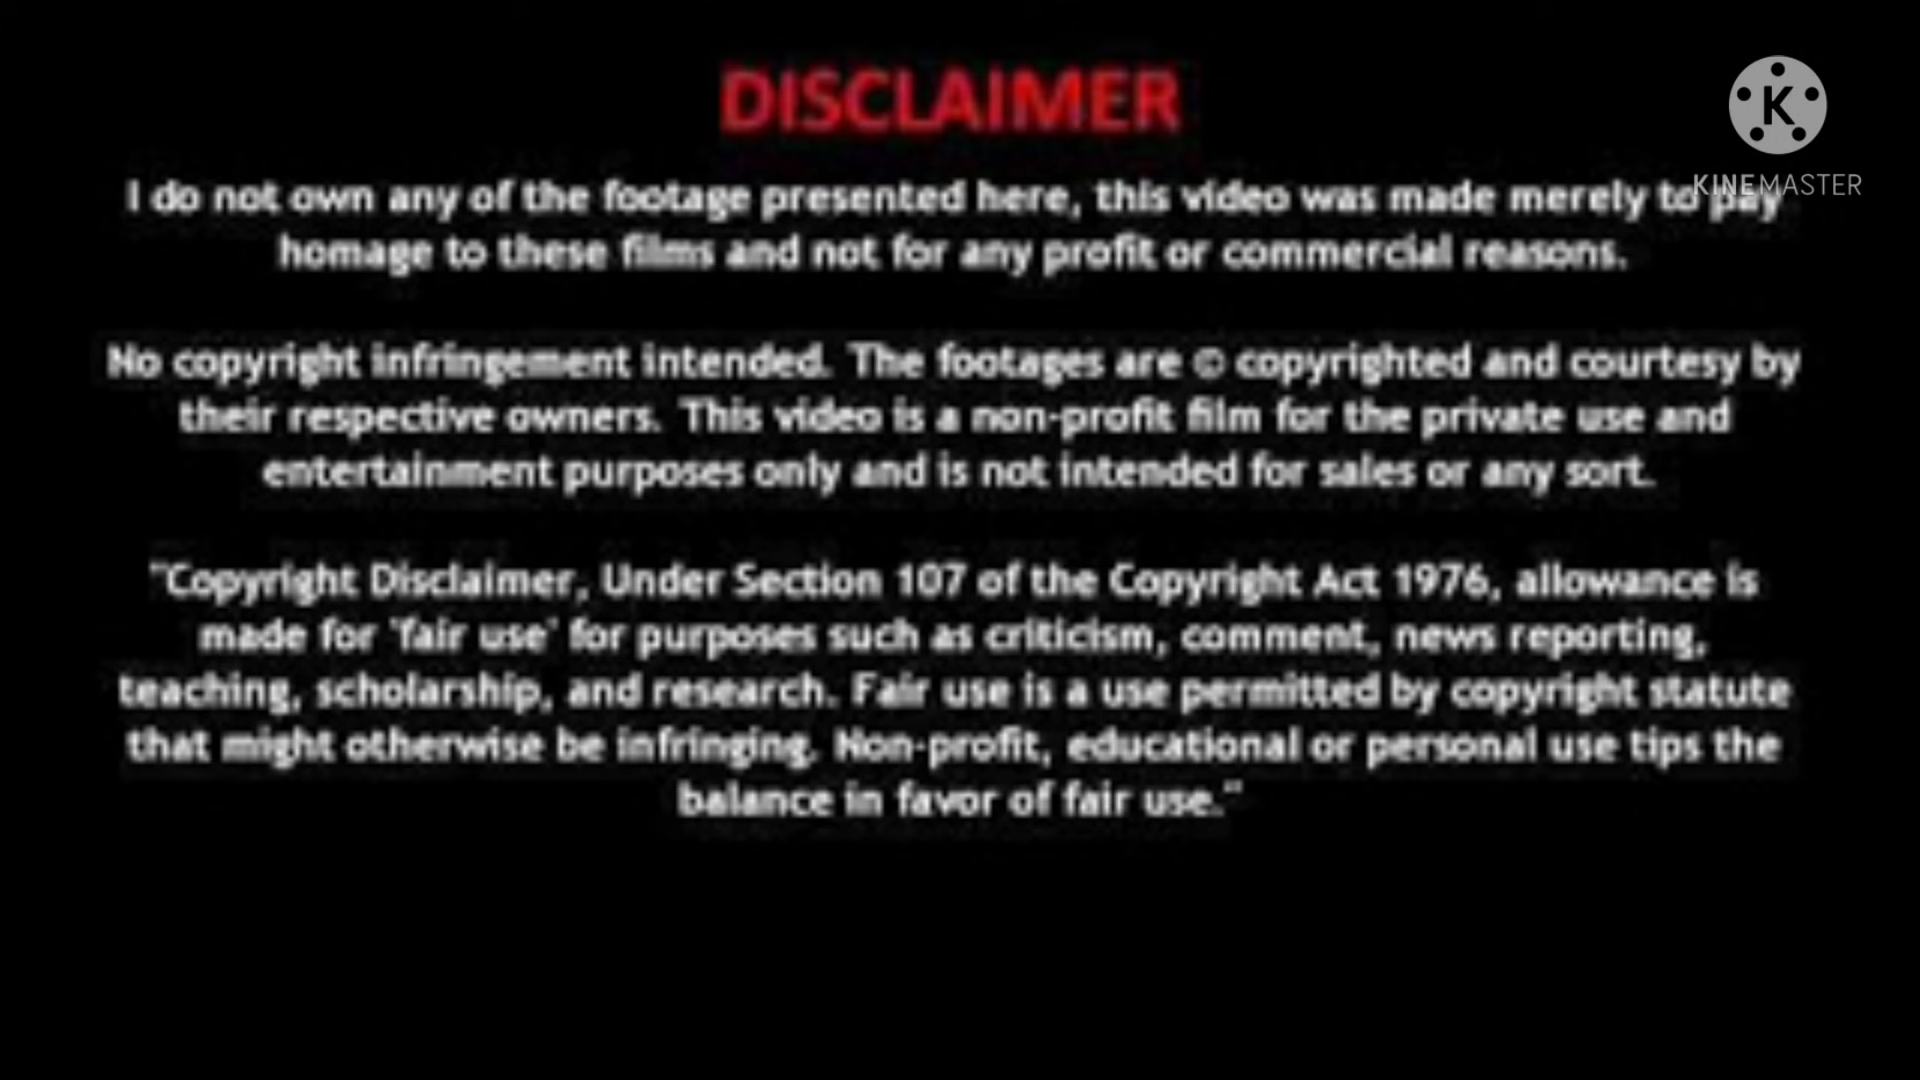 DISCLAIMER
K
KINEMASTER
I do not own any of the footage presented here, this video was made merely to pay
homage to these films and not for any profit or commercial reasons.
No copyright infringement intended. The footages are © copyrighted and courtesy by
their respective owners. This video is a non-profit film for the private use and
entertainment purposes only and is not intended for sales or any sort.
"Copyright Disclaimer, Under Section 107 of the Copyright Act 1976, allowance is
made for 'fair use' for purposes such as criticism, comment, news reporting,
teaching, scholarship, and research. Fair use is a use permitted by copyright statute
that might otherwise be infringing. Non-profit, educational or personal use tips the
balance in favor of fair use."